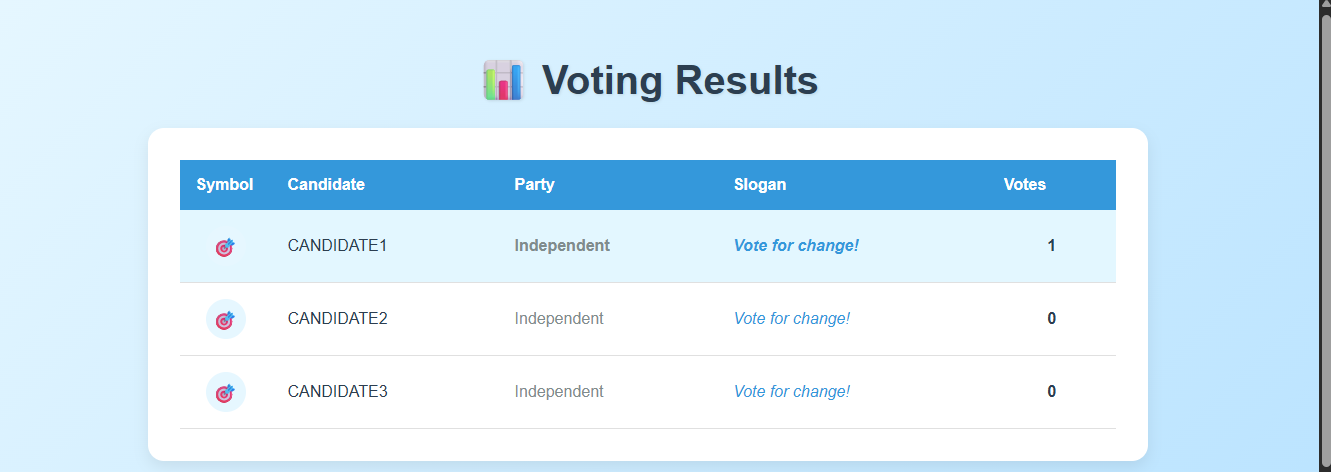 Voting Results
Symbol Candidate Party Slogan Votes
CANDIDATE1 Independent Vote for change! 1
CANDIDATE2 Independent Vote for change! 0
CANDIDATE3 Independent Vote for change! 0